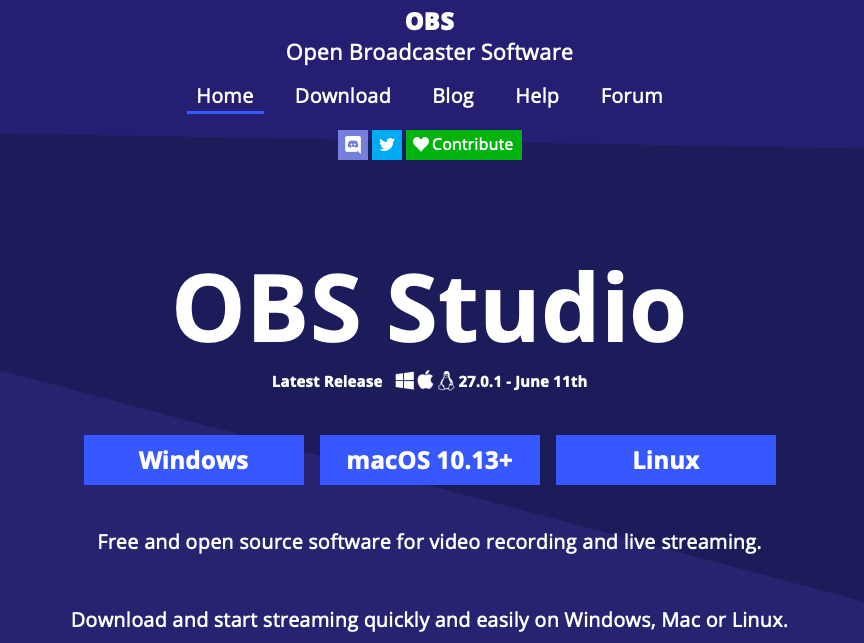 OBS
Open Broadcaster Software
Home Download Blog Help Forum
Contribute
OBS Studio
Latest Release 27.0.1 - June 11th
Windows macOS 10.13+ Linux
Free and open source software for video recording and live streaming.
Download and start streaming quickly and easily on Windows, Mac or Linux.